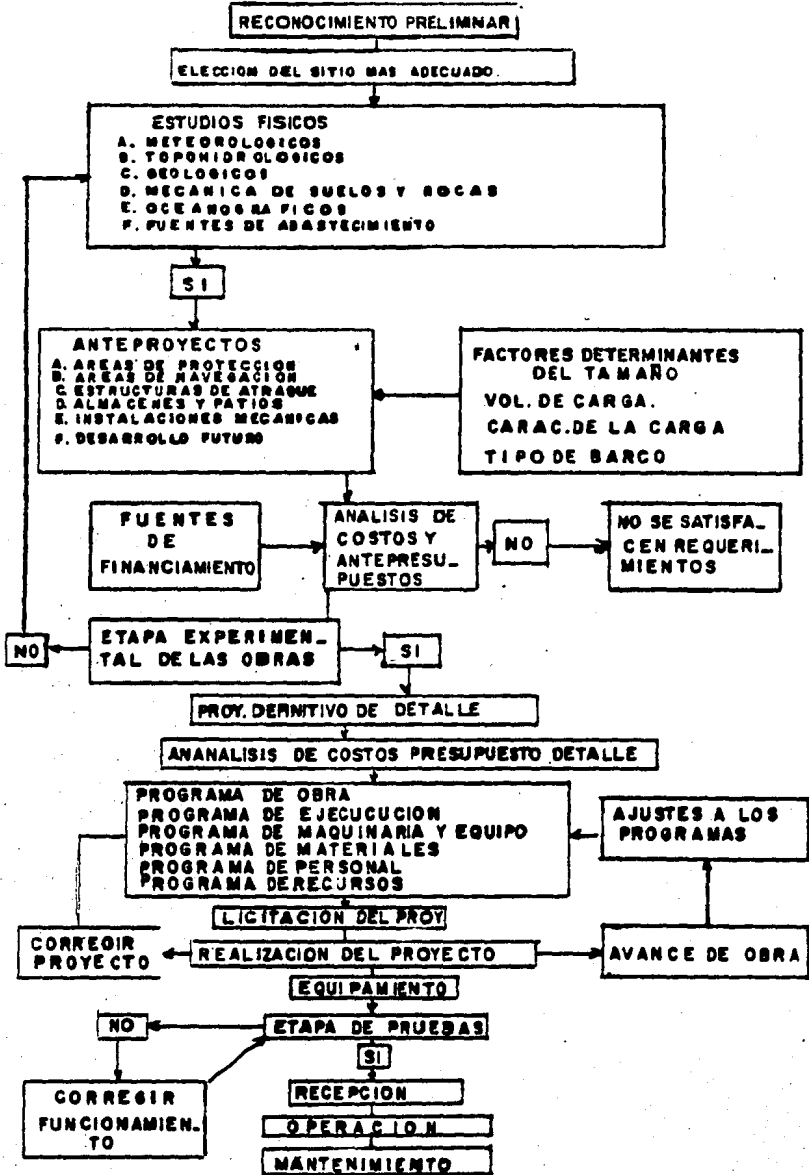 RECONOCIMIENTO PRELIMINAR
ELECCION DEL SITIO MAS ADECUADO.
ESTUDIOS FISICOS
A. METEOROLOGICOS
B. TOPOHIDROLOGICOS
C. GEOLOGICOS
D. MECANICA DE SUELOS Y ROCAS
E. OCEANOGRAFICOS
F. FUENTES DE ABASTECIMIENTO
SI
ANTEPROYECTOS
A. AREAS DE PROTECCION
B. AREAS DE NAVEGACION
C. ESTRUCTURAS DE ATRAQUE
D. ALMACENES Y PATIOS
E. INSTALACIONES MECANICAS
F. DESARROLLO FUTURO
FACTORES DETERMINANTES
DEL TAMAÑO
VOL. DE CARGA.
CARAC. DE LA CARGA
TIPO DE BARCO
FUENTES
DE
FINANCIAMIENTO
ANALISIS DE
COSTOS Y
ANTEPRESU_
PUESTOS
NO
NO SE SATISFA_
CEN REQUERI_
MIENTOS
NO
ETAPA EXPERIMEN_
TAL DE LAS OBRAS
SI
PROY. DEFINITIVO DE DETALLE
ANANALISIS DE COSTOS PRESUPUESTO DETALLE
PROGRAMA DE OBRA
PROGRAMA DE EJECUCUCION
PROGRAMA DE MAQUINARIA Y EQUIPO
PROGRAMA DE MATERIALES
PROGRAMA DE PERSONAL
PROGRAMA DE RECURSOS
AJUSTES A LOS
PROGRAMAS
LICITACION DEL PROY
CORREGIR
PROYECTO
REALIZACION DEL PROYECTO
AVANCE DE OBRA
EQUIPAMIENTO
NO
ETAPA DE PRUEBAS
SI
CORREGIR
FUNCIONAMIEN_
TO
RECEPCION
OPERACION
MANTENIMIENTO